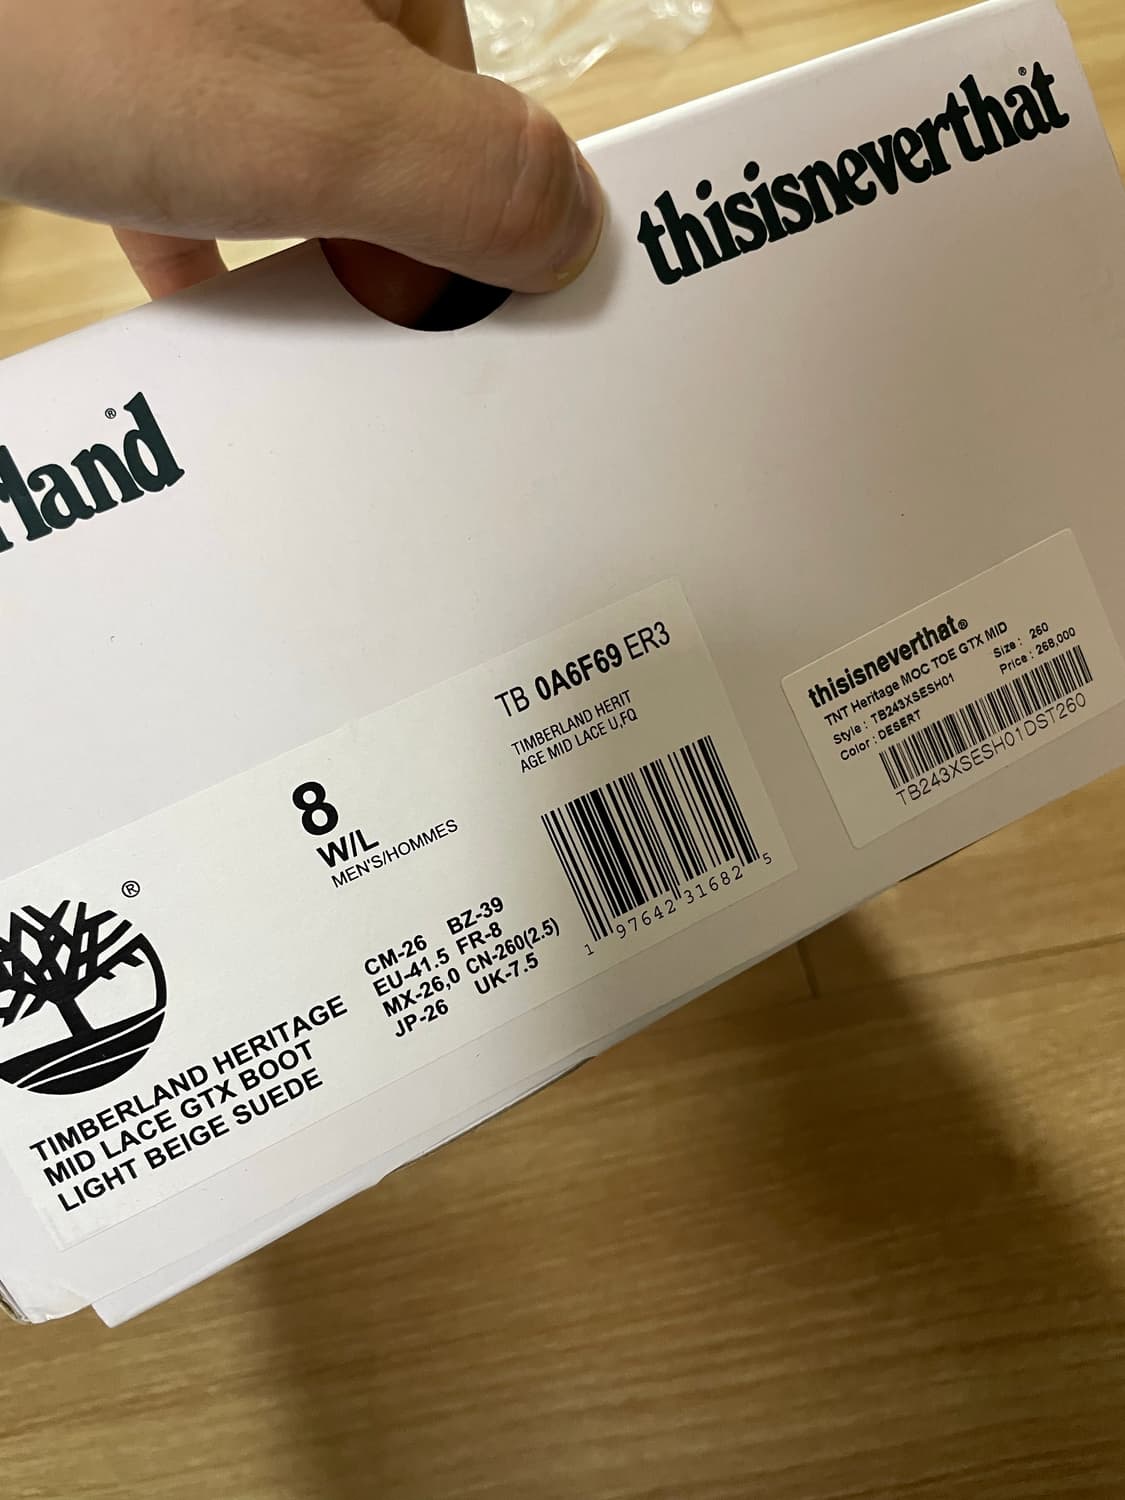 thisisneverthat®
rland®
TB 0A6F69 ER3
TIMBERLAND HERIT
AGE MID LACE U,FQ
1 97642 31682 5
8
W/L
MEN'S/HOMMES
CM-26 BZ-39
EU-41.5 FR-8
MX-26,0 CN-260(2.5)
JP-26 UK-7.5
®
TIMBERLAND HERITAGE
MID LACE GTX BOOT
LIGHT BEIGE SUEDE
thisisneverthat®
TNT Heritage MOC TOE GTX MID
Style : TB243XSESH01 Size : 260
Color : DESERT Price : 268,000
TB243XSESH01DST260